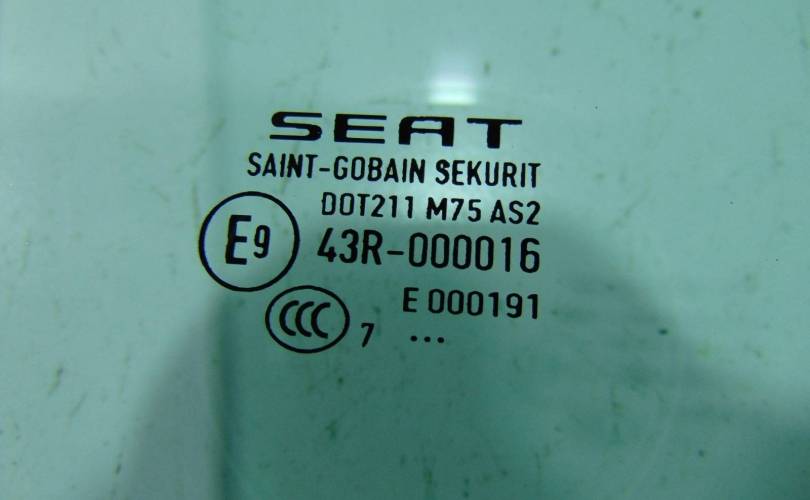 SEAT
SAINT-GOBAIN SEKURIT
DOT211 M75 AS2
E9 43R-000016
E 000191
CCC 7 ...